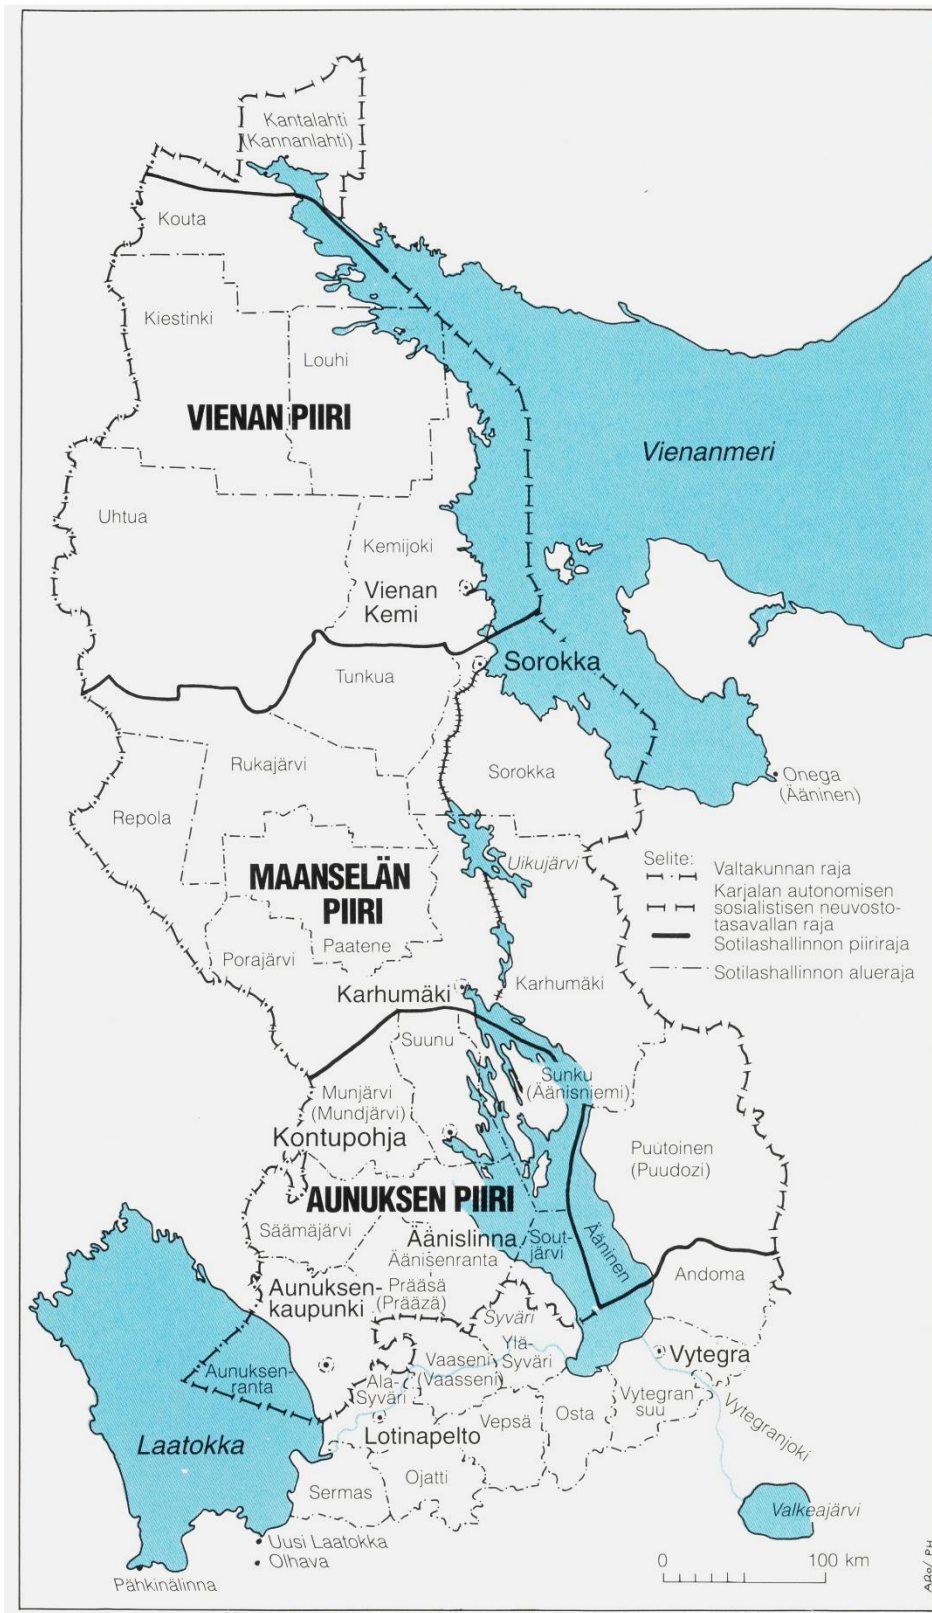 Kantalahti
(Kannanlahti)
Kouta
Kiestinki
Louhi
VIENAN PIIRI
Vienanmeri
Uhtua
Kemijoki
Vienan
Kemi
Sorokka
Tunkua
Rukajärvi
Sorokka
Onega
(Ääninen)
Repola
Uikujärvi
MAANSELÄN
PIIRI
Paatene
Porajärvi
Selite:
Valtakunnan raja
Karjalan autonomisen
sosialistisen neuvosto-
tasavallan raja
Sotilashallinnon piiriraja
Sotilashallinnon alueraja
Karhumäki
Karhumäki
Suunu
Sunku
(Äänisniemi)
Munjärvi
(Mundjärvi)
Kontupohja
Puutoinen
(Puudozi)
AUNUKSEN PIIRI
Säämäjärvi
Äänislinna
Äänisenranta
Sout-
järvi
Ääninen
Andoma
Aunuksen-
kaupunki
Prääsä
(Prääzä)
Syväri
Ylä-
Syväri
Vaaseni
(Vaasseni)
Vytegra
Aunuksen-
ranta
Ala-
Syväri
Vytegran
suu
Vytegranjoki
Osta
Vepsä
Lotinapelto
Laatokka
Ojatti
Sermas
Valkeajärvi
Uusi Laatokka
Olhava
Pähkinälinna
0 100 km
ARo/ PH